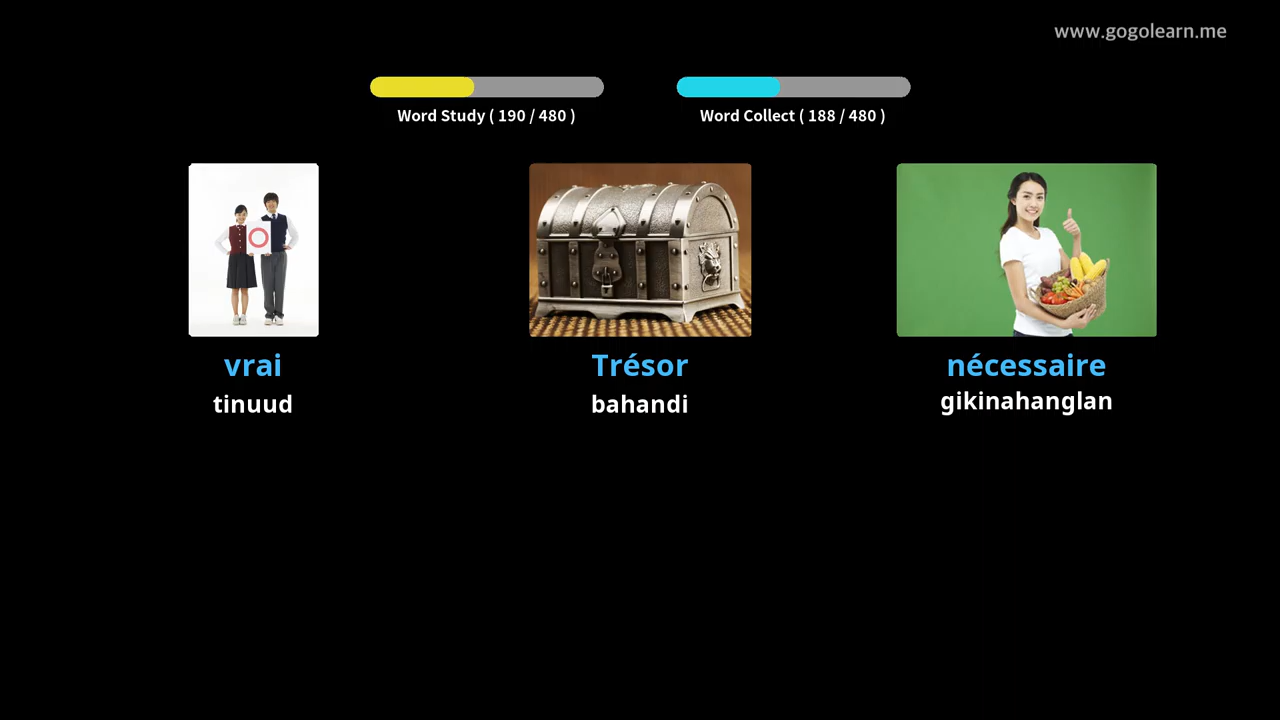 www.gogolearn.me
Word Study ( 190 / 480 )
Word Collect ( 188 / 480 )
vrai
tinuud
Trésor
bahandi
nécessaire
gikinahanglan